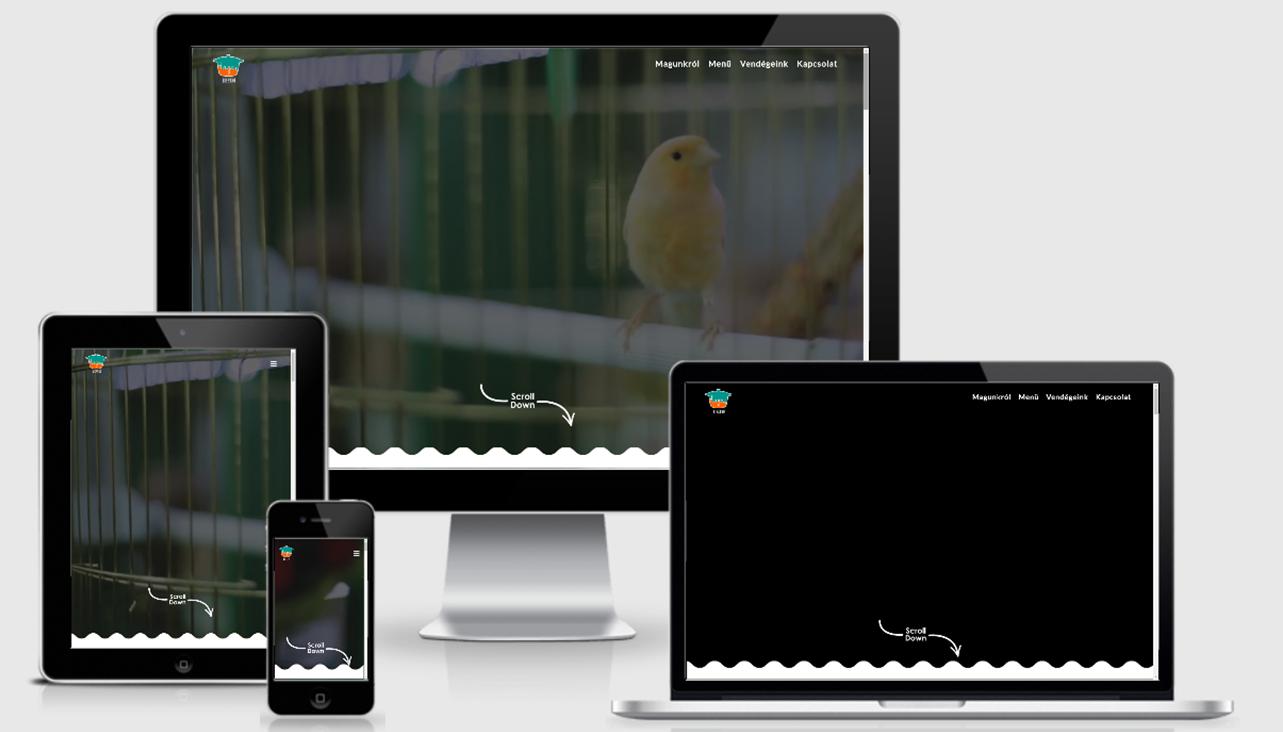 Magunkról Menü Vendégeink Kapcsolat
Scroll
Down
Scroll
Down
Scroll
Down
Magunkról Menü Vendégeink Kapcsolat
Scroll
Down